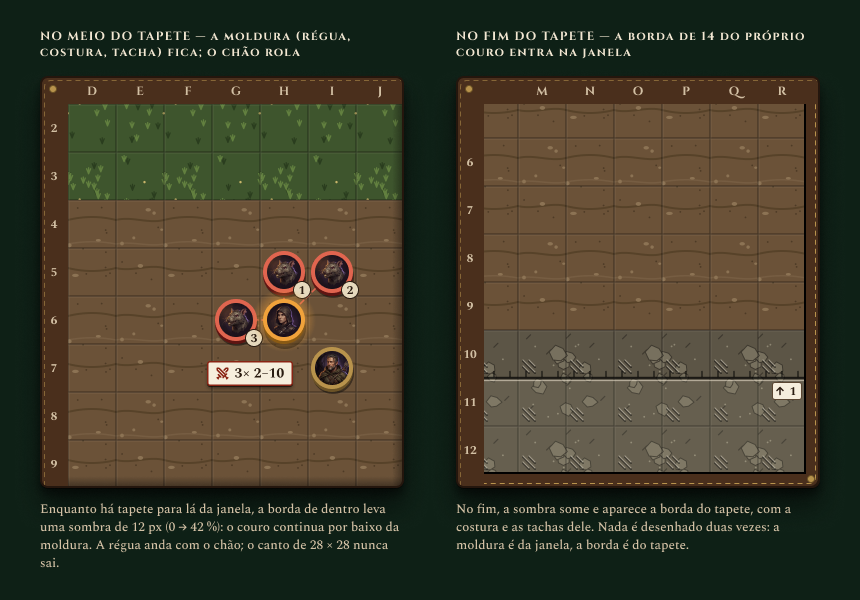 NO MEIO DO TAPETE — A MOLDURA (RÉGUA,
COSTURA, TACHA) FICA; O CHÃO ROLA
D E F G H I J
2
3
4
5
1 2
6
3
7
3× 2–10
8
9
Enquanto há tapete para lá da janela, a borda de dentro leva
uma sombra de 12 px (0 → 42 %): o couro continua por baixo da
moldura. A régua anda com o chão; o canto de 28 × 28 nunca
sai.
NO FIM DO TAPETE — A BORDA DE 14 DO PRÓPRIO
COURO ENTRA NA JANELA
M N O P Q R
6
7
8
9
10
11
↑ 1
12
No fim, a sombra some e aparece a borda do tapete, com a
costura e as tachas dele. Nada é desenhado duas vezes: a
moldura é da janela, a borda é do tapete.